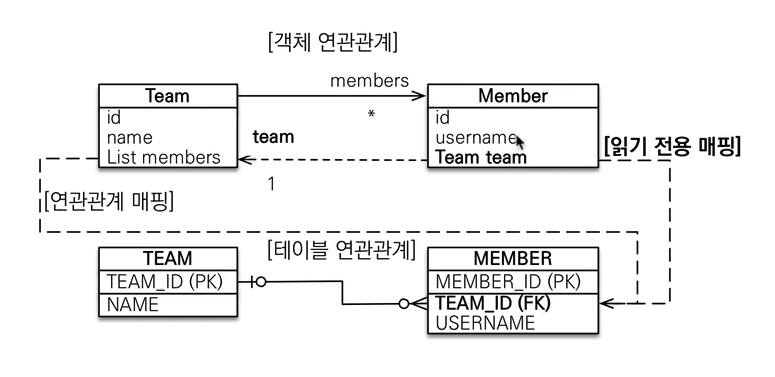 [객체 연관관계]
Team
id
name
List members
members
*
team
1
Member
id
username
Team team
[읽기 전용 매핑]
[연관관계 매핑]
[테이블 연관관계]
TEAM
TEAM_ID (PK)
NAME
MEMBER
MEMBER_ID (PK)
TEAM_ID (FK)
USERNAME